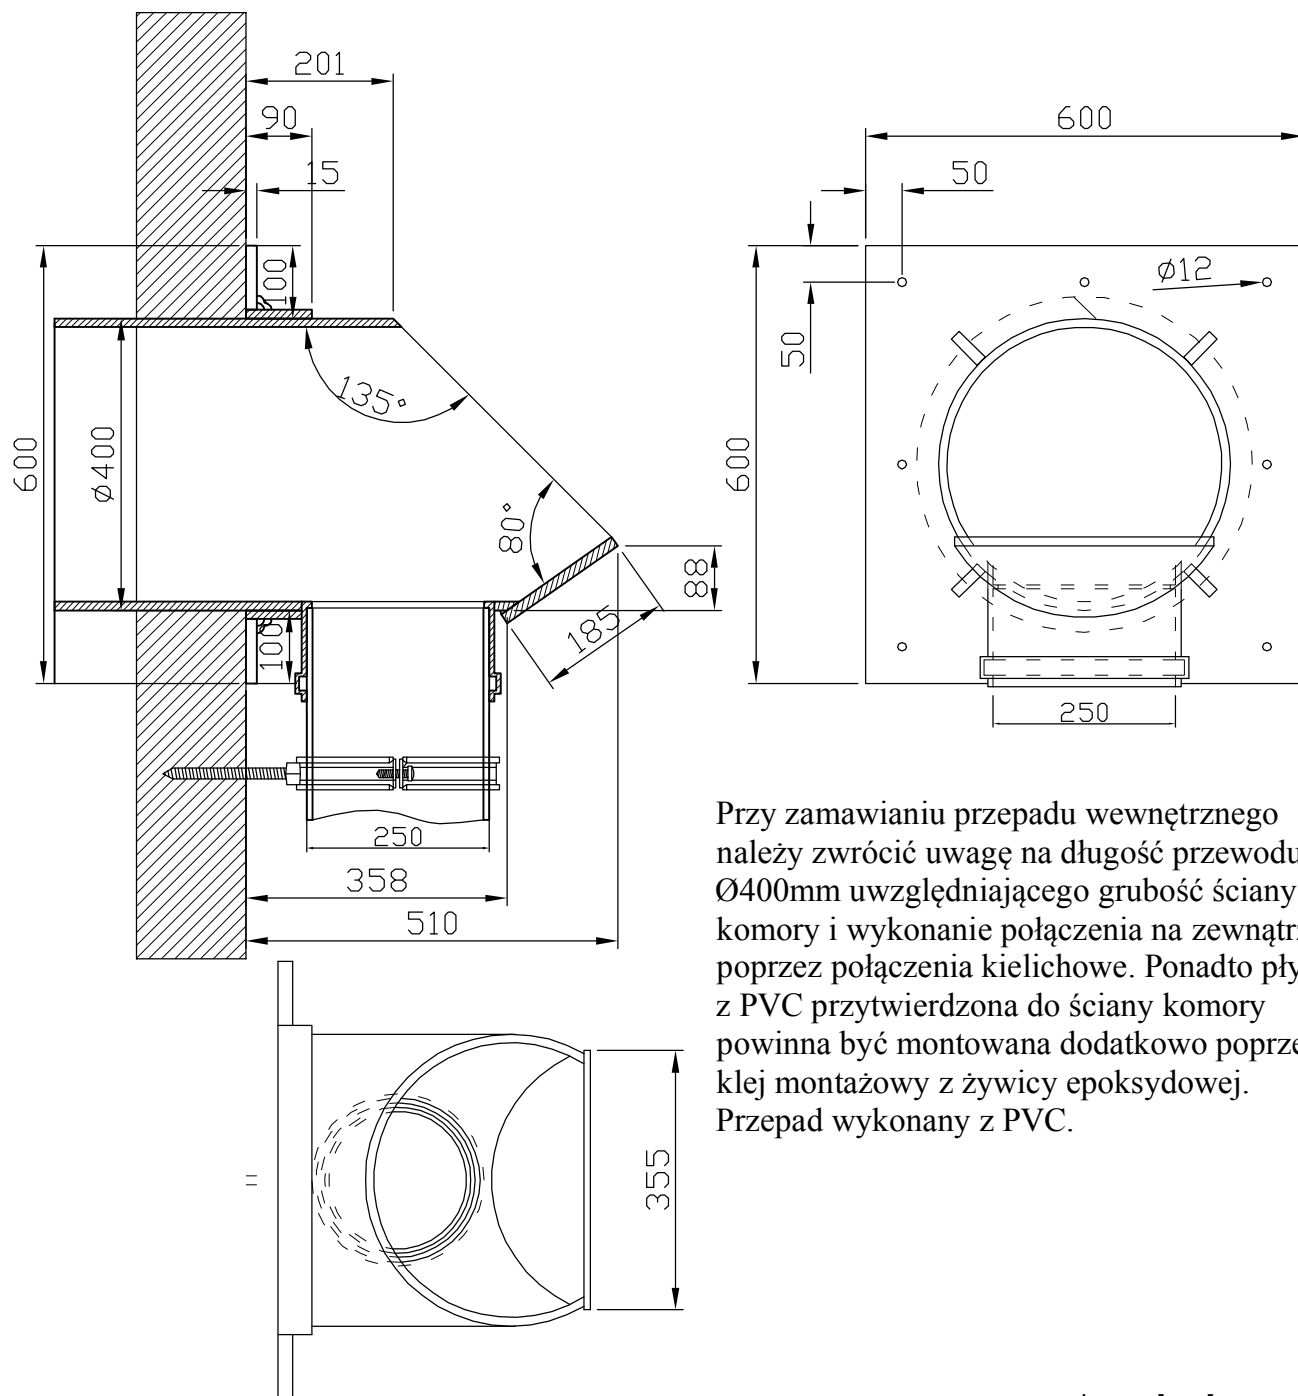 201
90
15
100
600
Ø400
135°
80°
88
185
100
250
358
510
600
50
Ø12
50
600
250
355
Przy zamawianiu przepadu wewnętrznego
należy zwrócić uwagę na długość przewodu
Ø400mm uwzględniającego grubość ściany
komory i wykonanie połączenia na zewnątrz
poprzez połączenia kielichowe. Ponadto
z PVC przytwierdzona do ściany komory
powinna być montowana dodatkowo
klej montażowy z żywicy epoksydowej.
Przepad wykonany z PVC.